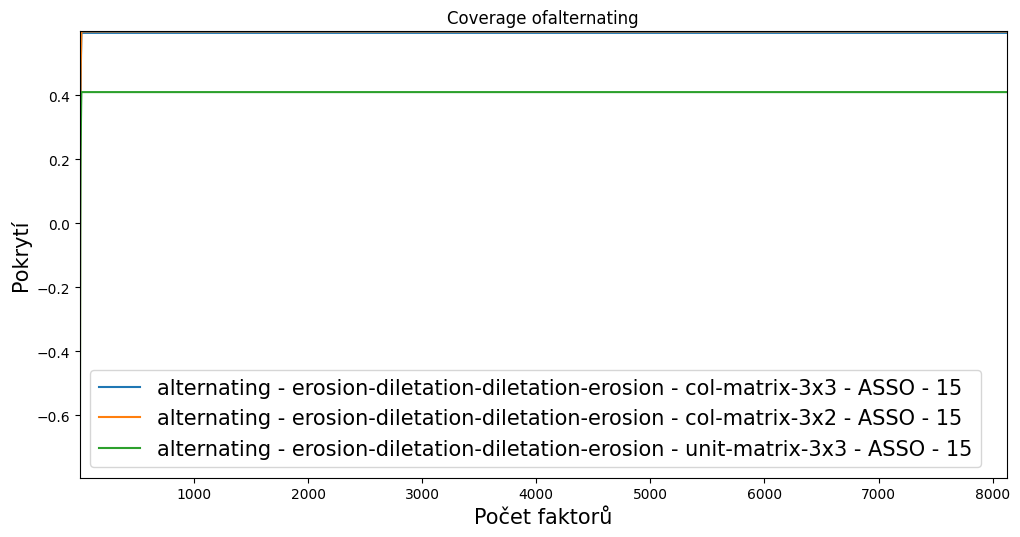 Coverage ofalternating
0.4
0.2
0.0
−0.2
−0.4
−0.6
Pokrytí
alternating - erosion-diletation-diletation-erosion - col-matrix-3x3 - ASSO - 15
alternating - erosion-diletation-diletation-erosion - col-matrix-3x2 - ASSO - 15
alternating - erosion-diletation-diletation-erosion - unit-matrix-3x3 - ASSO - 15
1000 2000 3000 4000 5000 6000 7000 8000
Počet faktorů